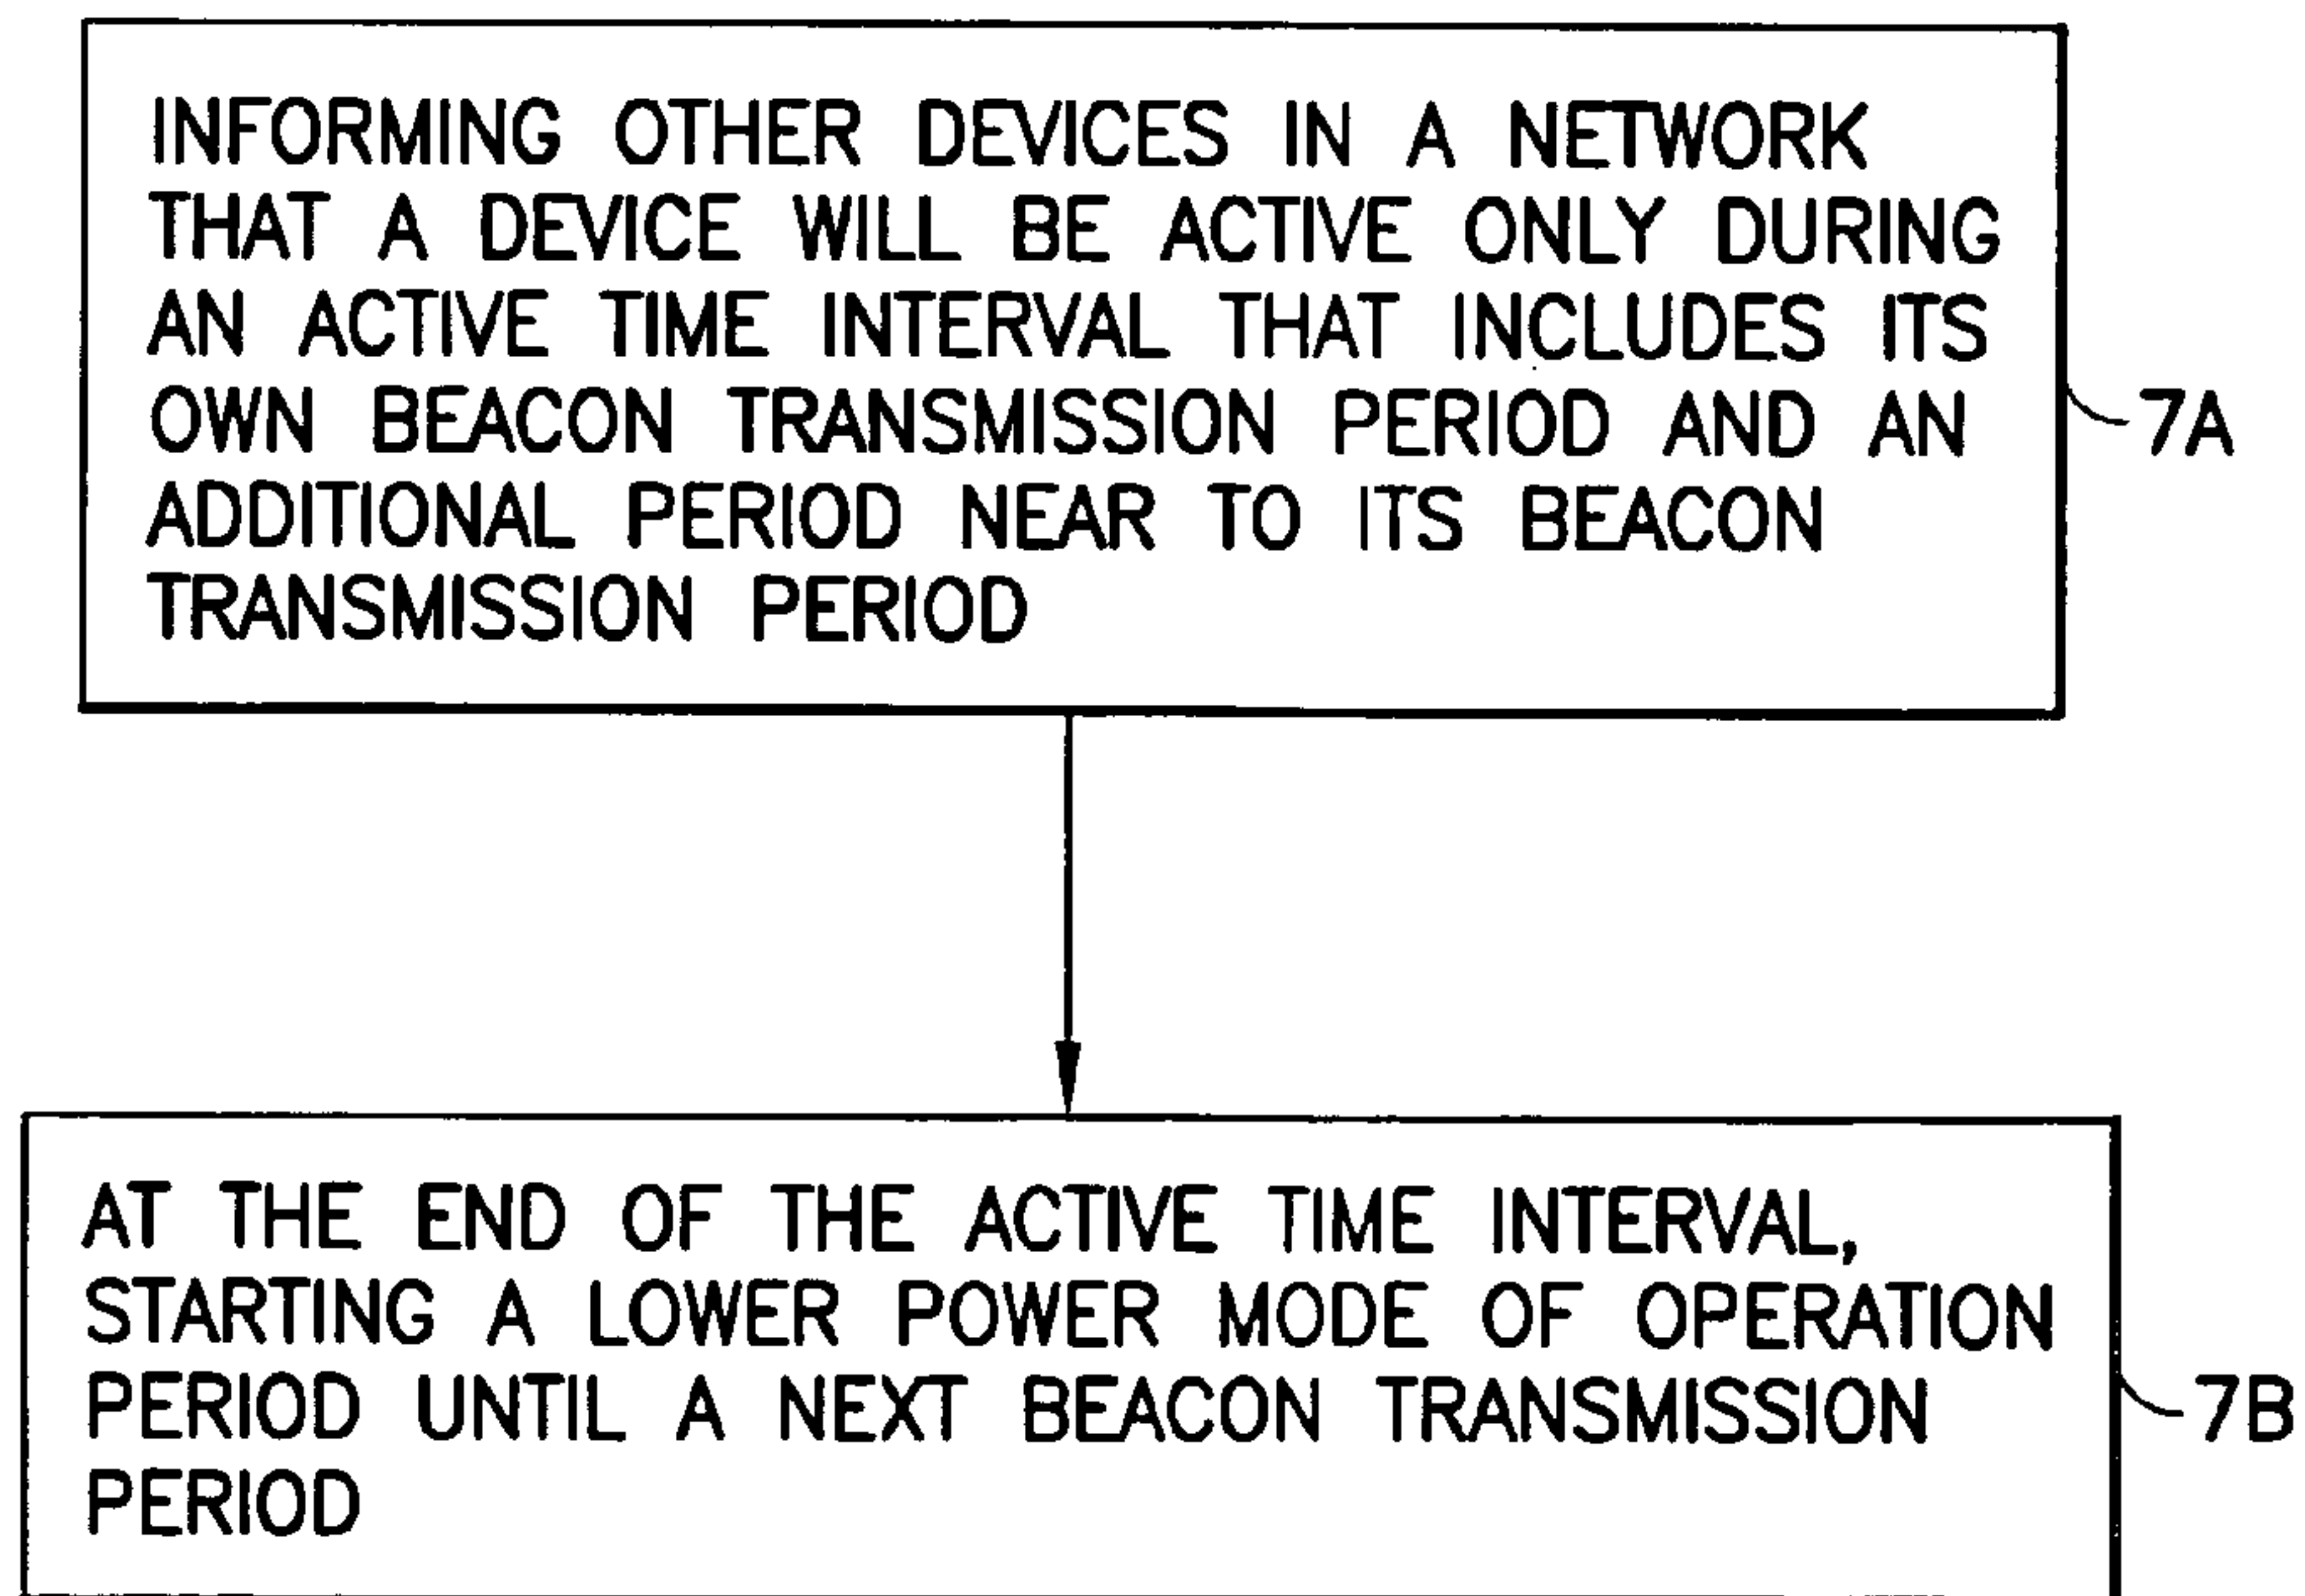 INFORMING OTHER DEVICES IN A NETWORK
THAT A DEVICE WILL BE ACTIVE ONLY DURING
AN ACTIVE TIME INTERVAL THAT INCLUDES ITS
OWN BEACON TRANSMISSION PERIOD AND AN
ADDITIONAL PERIOD NEAR TO ITS BEACON
TRANSMISSION PERIOD
7A
AT THE END OF THE ACTIVE TIME INTERVAL,
STARTING A LOWER POWER MODE OF OPERATION
PERIOD UNTIL A NEXT BEACON TRANSMISSION
PERIOD
7B